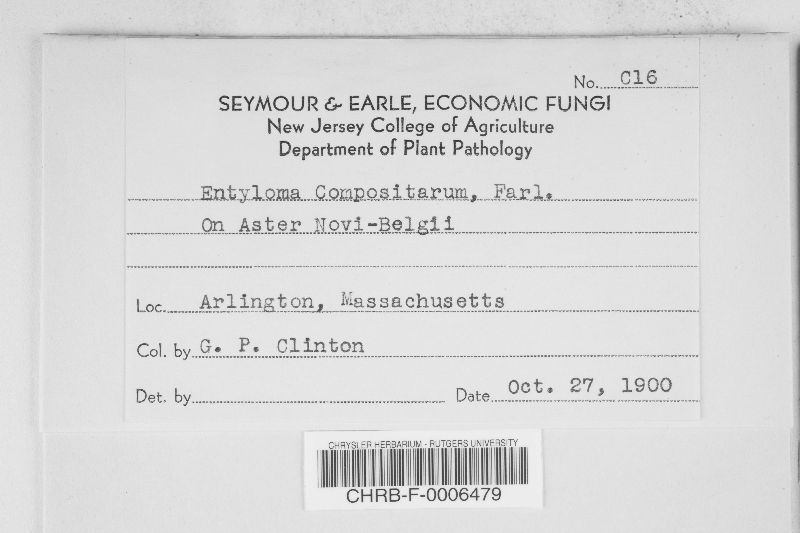 No. C16
SEYMOUR & EARLE, ECONOMIC FUNGI
New Jersey College of Agriculture
Department of Plant Pathology
Entyloma Compositarum, Farl.
On Aster Novi-Belgii
Loc. Arlington, Massachusetts
Col. by G. P. Clinton
Det. by
Date Oct. 27, 1900
CHRYSLER HERBARIUM - RUTGERS UNIVERSITY
CHRB-F-0006479